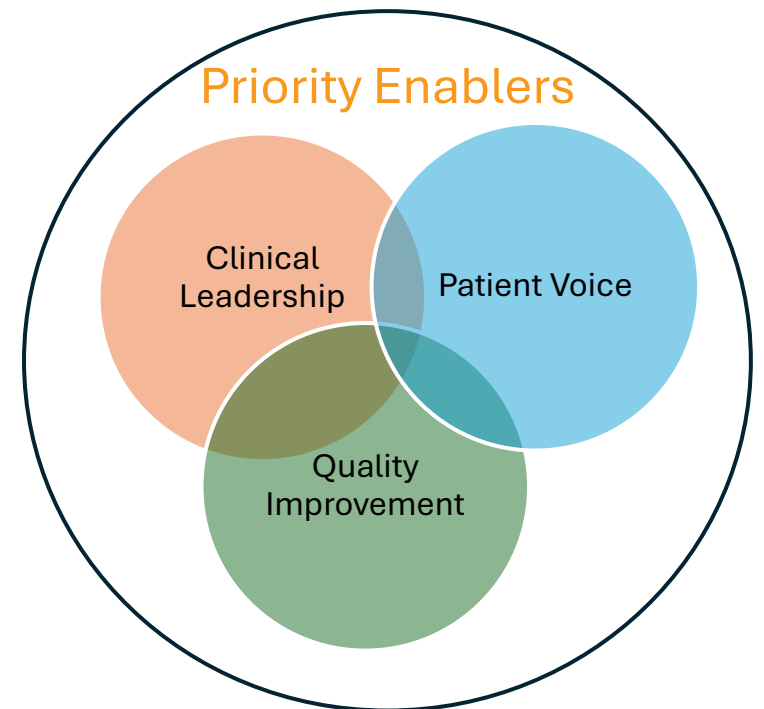 Priority Enablers
Clinical
Leadership
Patient Voice
Quality
Improvement